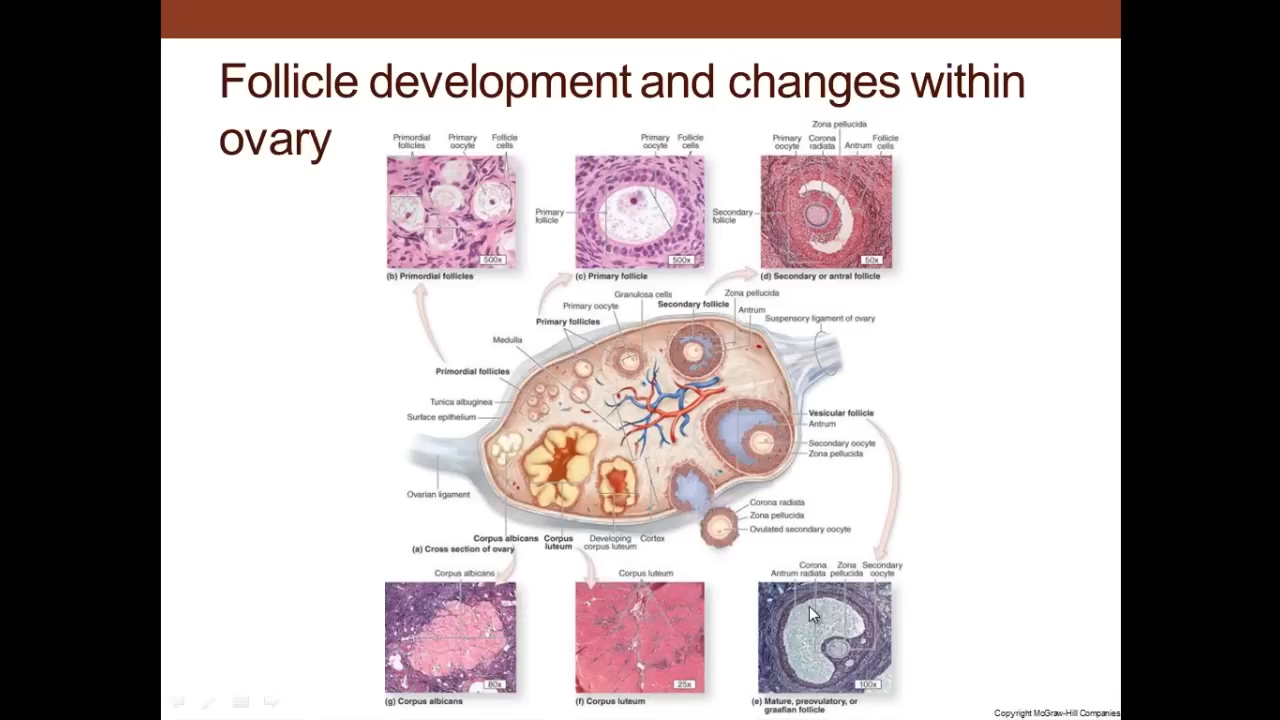 Follicle development and changes within
ovary
Primordial
follicles
Primary
oocyte
Follicle
cells
500x
(b) Primordial follicles
Primary
oocyte
Follicle
cells
Primary
follicle
500x
(c) Primary follicle
Zona pellucida
Primary
oocyte
Corona
radiata
Antrum
Follicle
cells
Secondary
follicle
50x
(d) Secondary or antral follicle
Granulosa cells
Primary oocyte
Primary follicles
Medulla
Primordial follicles
Tunica albuginea
Surface epithelium
Ovarian ligament
Secondary follicle
Zona pellucida
Antrum
Suspensory ligament of ovary
Vesicular follicle
Antrum
Secondary oocyte
Zona pellucida
Corona radiata
Zona pellucida
Ovulated secondary oocyte
Corpus albicans
Corpus
luteum
Developing
corpus luteum
Cortex
(a) Cross section of ovary
Corpus albicans
80x
(g) Corpus albicans
Corpus luteum
25x
(f) Corpus luteum
Antrum
Corona
radiata
Zona
pellucida
Secondary
oocyte
100x
(e) Mature, preovulatory, or
graafian follicle
Copyright McGraw-Hill Companies